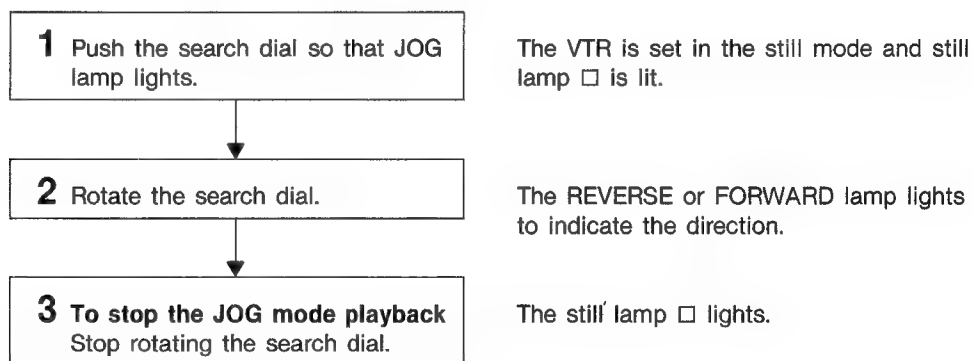 1 Push the search dial so that JOG
lamp lights.
The VTR is set in the still mode and still
lamp □ is lit.
2 Rotate the search dial.
The REVERSE or FORWARD lamp lights
to indicate the direction.
3 To stop the JOG mode playback
Stop rotating the search dial.
The still lamp □ lights.